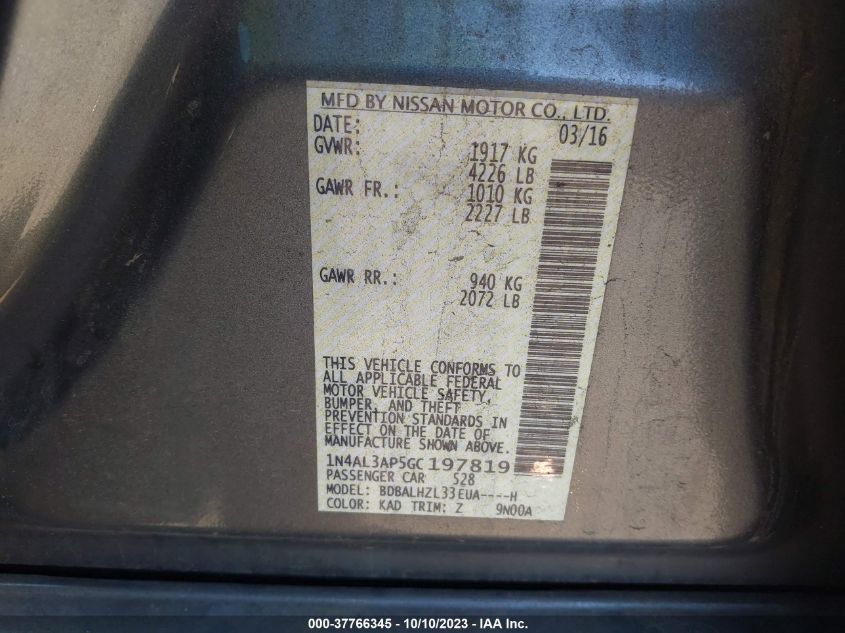 MFD BY NISSAN MOTOR CO., LTD.
DATE: 03/16
GVWR: 1917 KG
4226 LB
GAWR FR.: 1010 KG
2227 LB
GAWR RR.: 940 KG
2072 LB
THIS VEHICLE CONFORMS TO
ALL APPLICABLE FEDERAL
MOTOR VEHICLE SAFETY,
BUMPER, AND THEFT
PREVENTION STANDARDS IN
EFFECT ON THE DATE OF
MANUFACTURE SHOWN ABOVE.
1N4AL3AP5GC197819
PASSENGER CAR 528
MODEL: BDBALHZL33EUA----H
COLOR: KAD TRIM: Z 9N00A
000-37766345 - 10/10/2023 - IAA Inc.